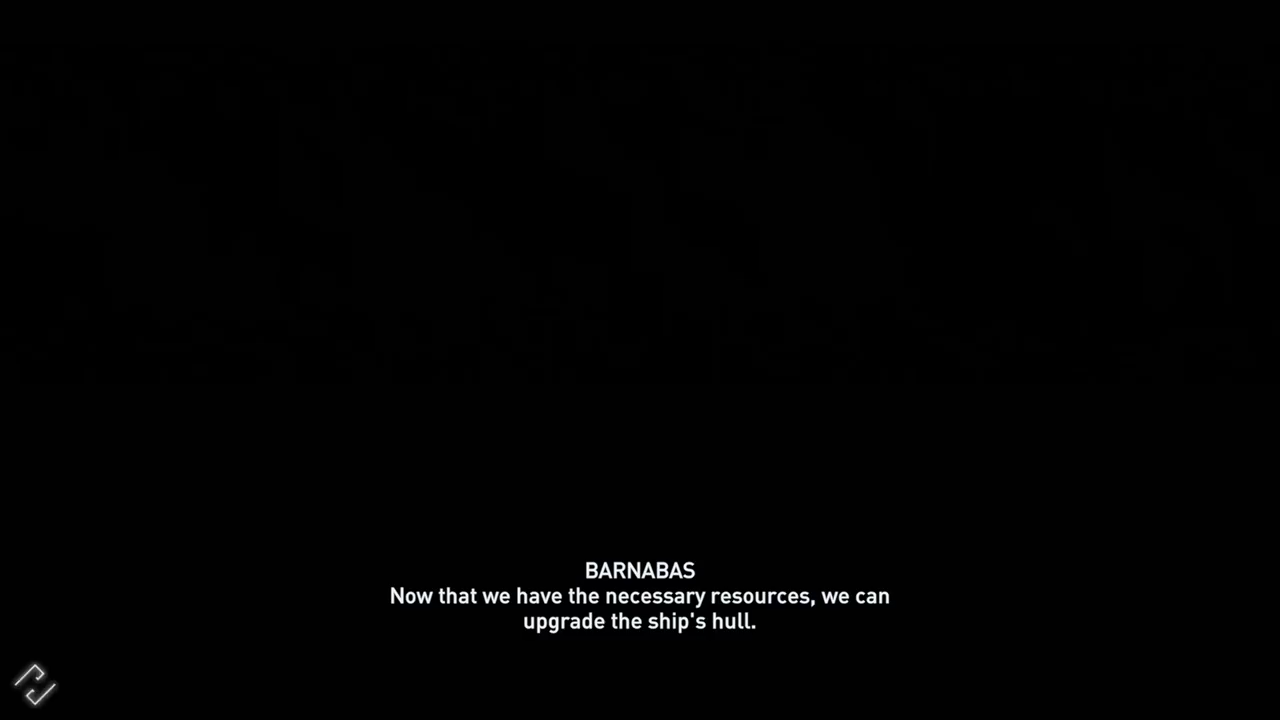 BARNABAS
Now that we have the necessary resources, we can
upgrade the ship's hull.